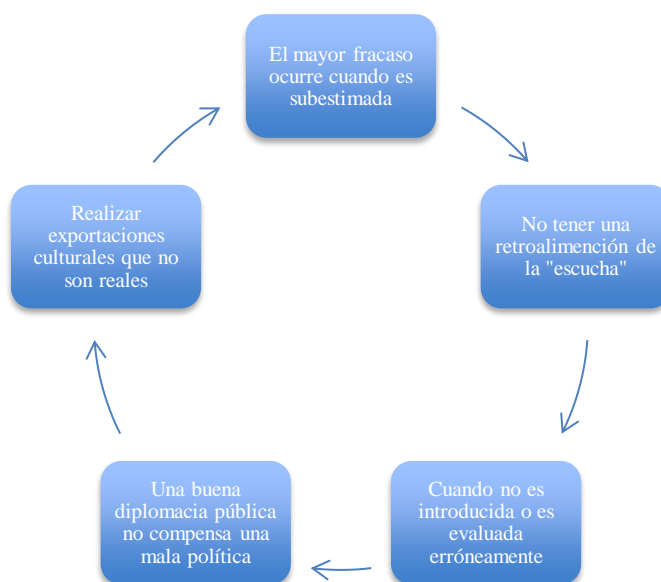 El mayor fracaso
ocurre cuando es
subestimada
No tener una
retroalimención de
la "escucha"
Cuando no es
introducida o es
evaluada
erróneamente
Una buena
diplomacia pública
no compensa una
mala política
Realizar
exportaciones
culturales que no
son reales